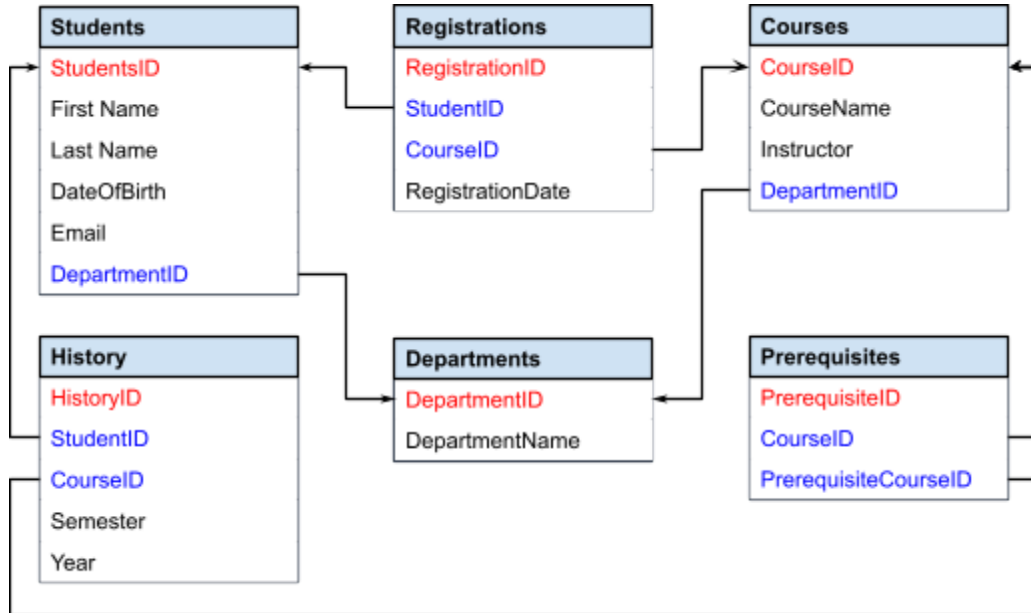 Students
StudentsID
First Name
Last Name
DateOfBirth
Email
DepartmentID
Registrations
RegistrationID
StudentID
CourseID
RegistrationDate
Courses
CourseID
CourseName
Instructor
DepartmentID
History
HistoryID
StudentID
CourseID
Semester
Year
Departments
DepartmentID
DepartmentName
Prerequisites
PrerequisiteID
CourseID
PrerequisiteCourseID